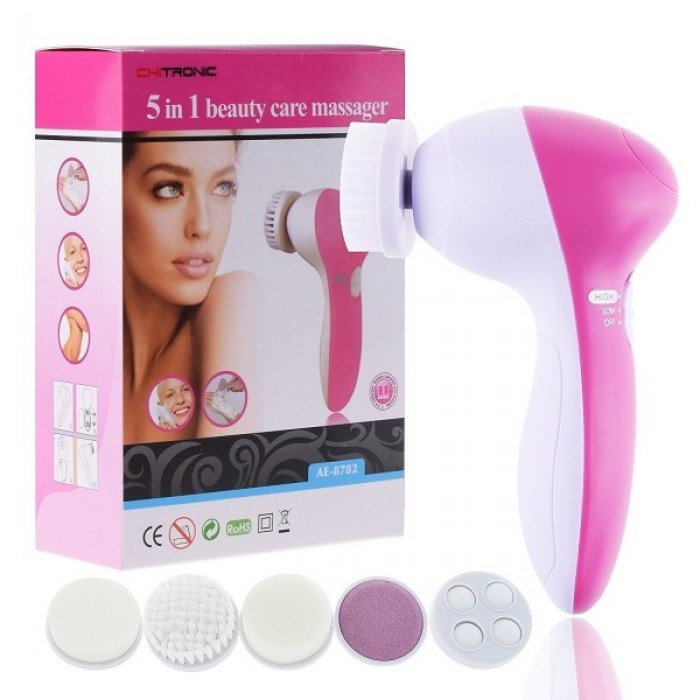 CHITRONIC
5 in 1 beauty care massager
HIGH
LOW
OFF
AE-8782
CE
RoHS